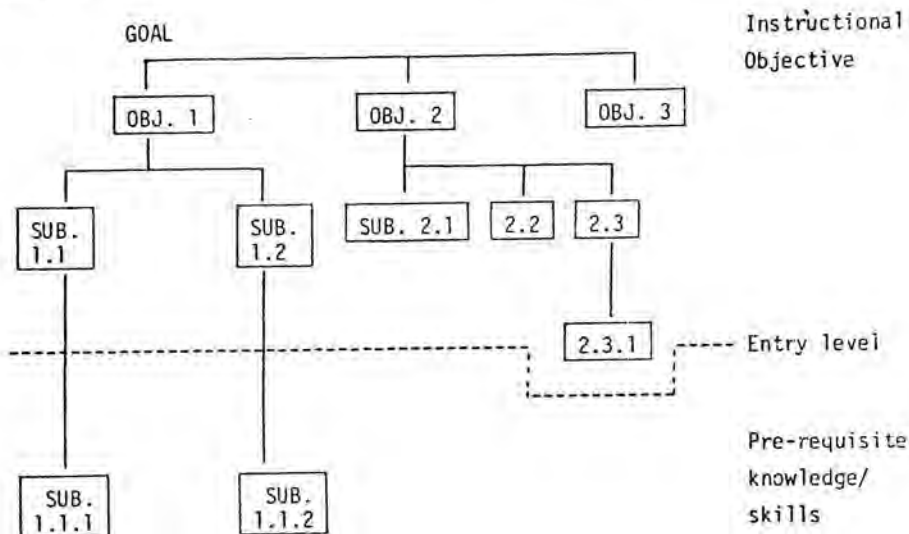 GOAL
Instructional
Objective
OBJ. 1
OBJ. 2
OBJ. 3
SUB.
1.1
SUB.
1.2
SUB. 2.1
2.2
2.3
2.3.1
Entry level
Pre-requisite
knowledge/
skills
SUB.
1.1.1
SUB.
1.1.2